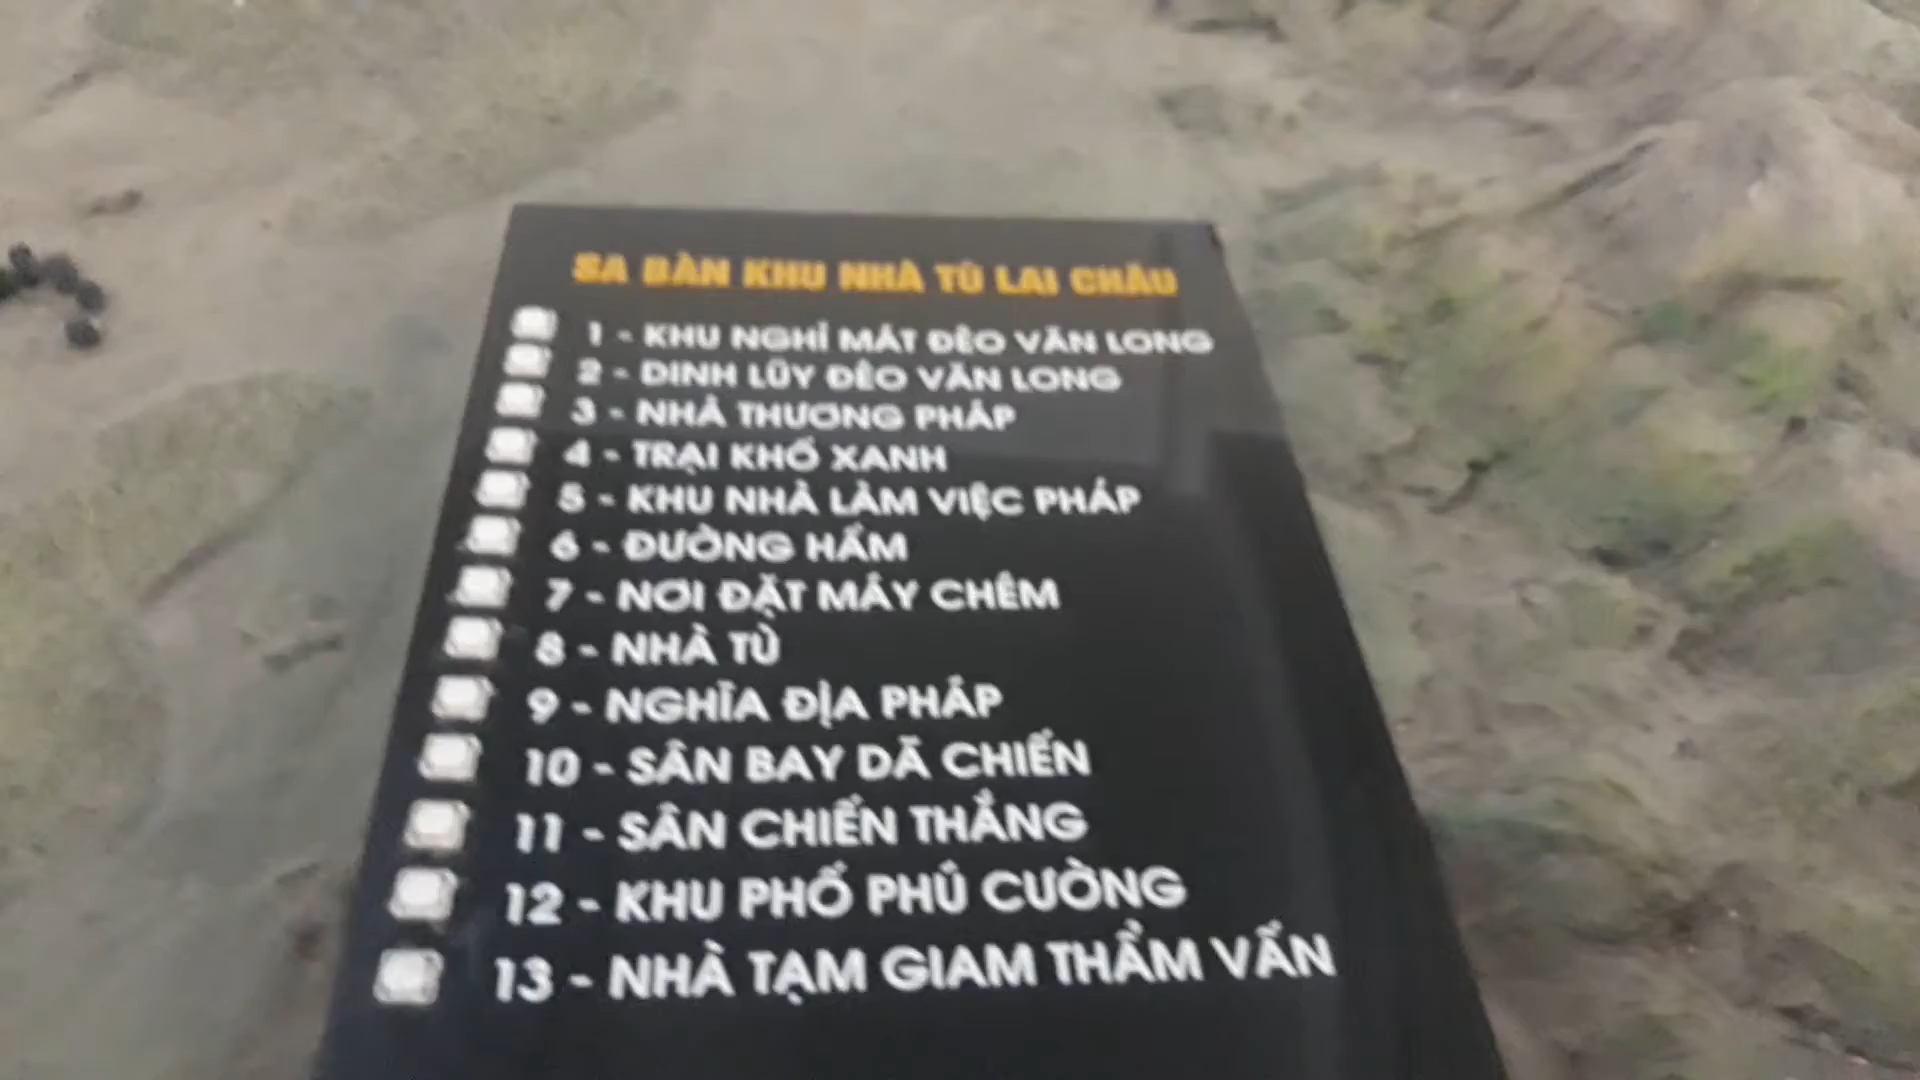 SA BÀN KHU NHÀ TÙ LAI CHÂU
1 - KHU NGHỈ MÁT ĐÈO VĂN LONG
2 - DINH LŨY ĐÈO VĂN LONG
3 - NHÀ THƯƠNG PHÁP
4 - TRẠI KHỐ XANH
5 - KHU NHÀ LÀM VIỆC PHÁP
6 - ĐƯỜNG HẦM
7 - NƠI ĐẶT MÁY CHÉM
8 - NHÀ TÙ
9 - NGHĨA ĐỊA PHÁP
10 - SÂN BAY DÃ CHIẾN
11 - SÂN CHIẾN THẮNG
12 - KHU PHỐ PHÚ CƯỜNG
13 - NHÀ TẠM GIAM THẨM VẤN